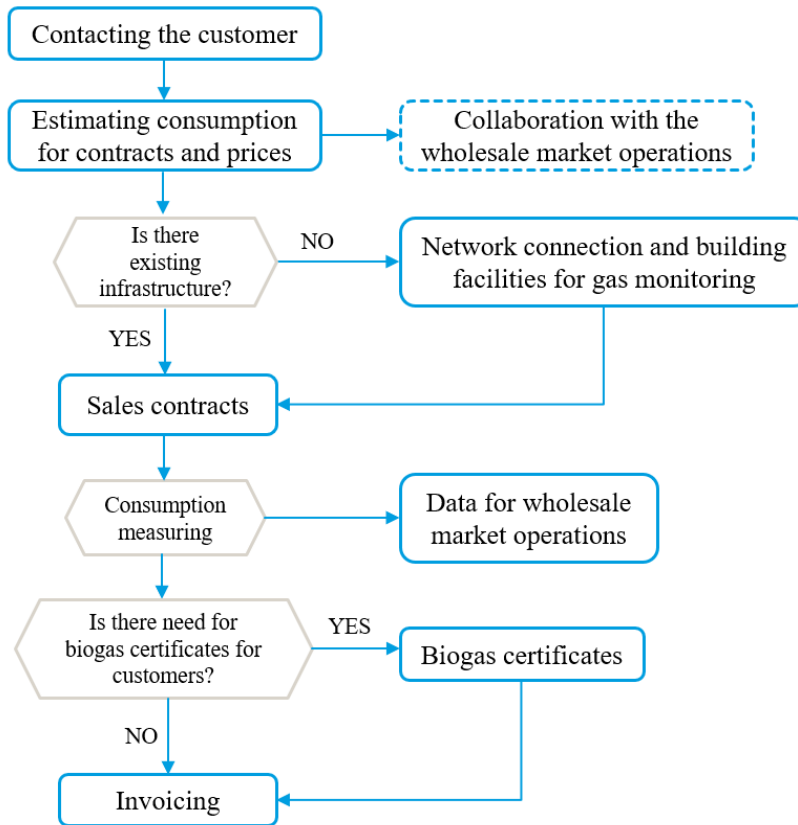 Contacting the customer
Estimating consumption
for contracts and prices
Collaboration with the
wholesale market operations
Is there
existing
infrastructure?
NO
Network connection and building
facilities for gas monitoring
YES
Sales contracts
Consumption
measuring
Data for wholesale
market operations
Is there need for
biogas certificates for
customers?
YES
Biogas certificates
NO
Invoicing